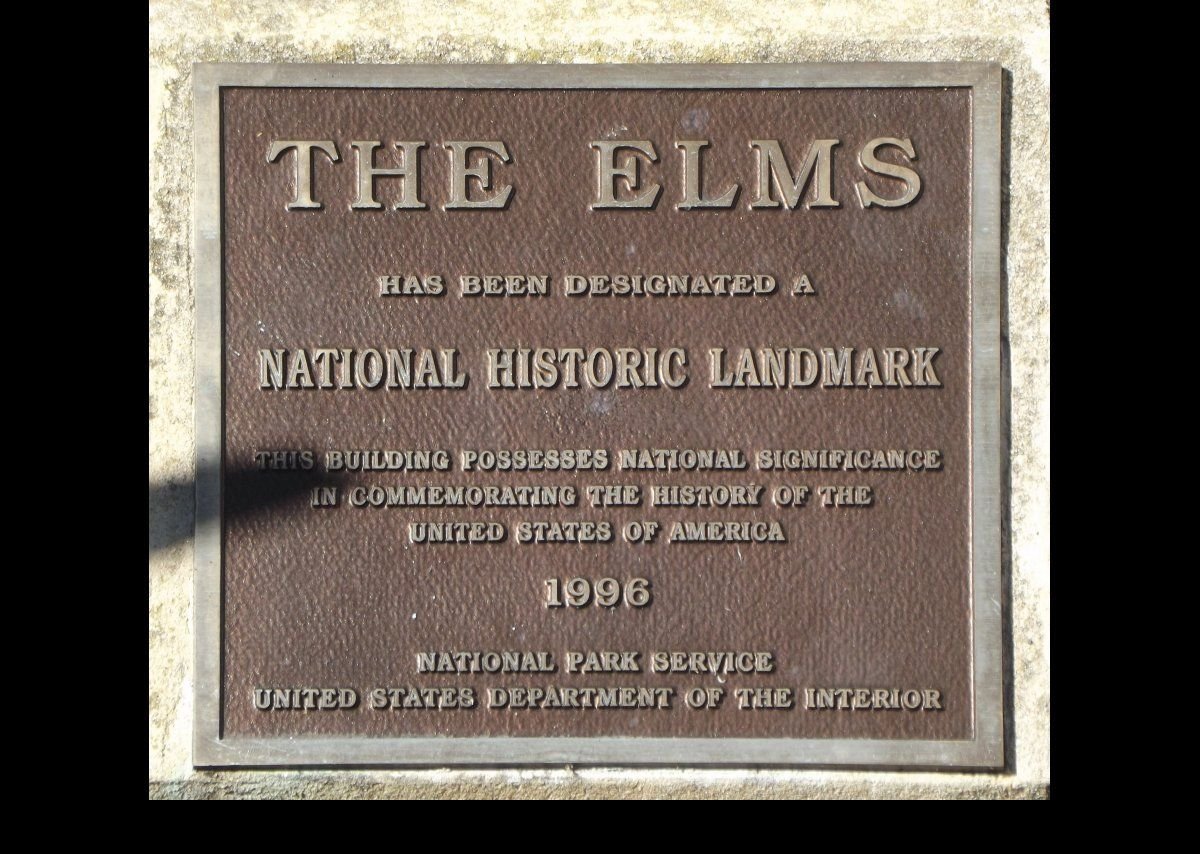 THE ELMS
HAS BEEN DESIGNATED A
NATIONAL HISTORIC LANDMARK
THIS BUILDING POSSESSES NATIONAL SIGNIFICANCE
IN COMMEMORATING THE HISTORY OF THE
UNITED STATES OF AMERICA
1996
NATIONAL PARK SERVICE
UNITED STATES DEPARTMENT OF THE INTERIOR